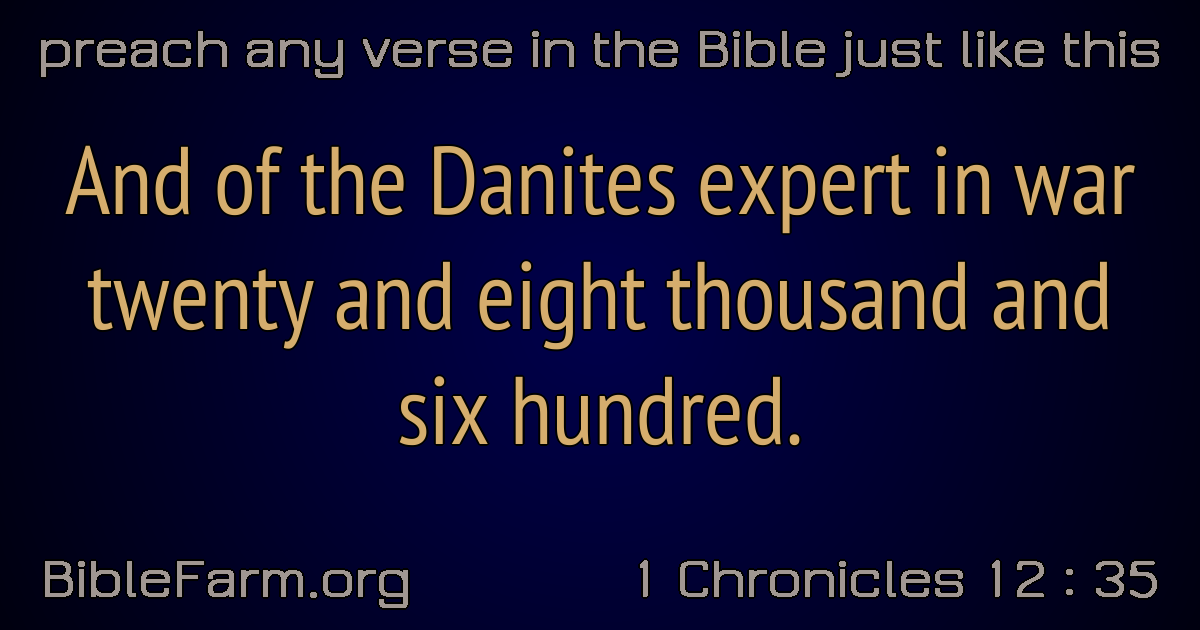 preach any verse in the Bible just like this
And of the Danites expert in war
twenty and eight thousand and
six hundred.
BibleFarm.org
1 Chronicles 12 : 35